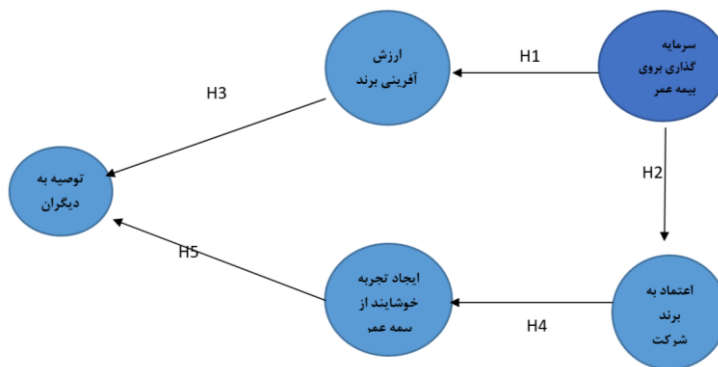 سرمایه
گذاری بروی
بیمه عمر
H1
ارزش
آفرینی برند
H3
H2
توصیه به
دیگران
H5
ایجاد تجربه
خوشایند از
بیمه عمر
H4
اعتماد به
برند
شرکت